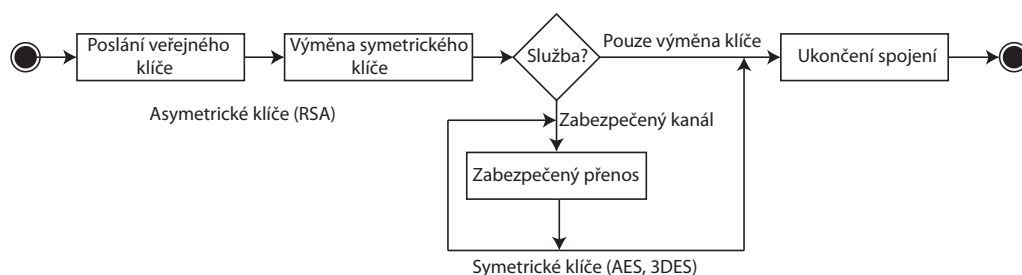 Poslání veřejného
klíče
Výměna symetrického
klíče
Služba?
Pouze výměna klíče
Ukončení spojení
Asymetrické klíče (RSA)
Zabezpečený kanál
Zabezpečený přenos
Symetrické klíče (AES, 3DES)